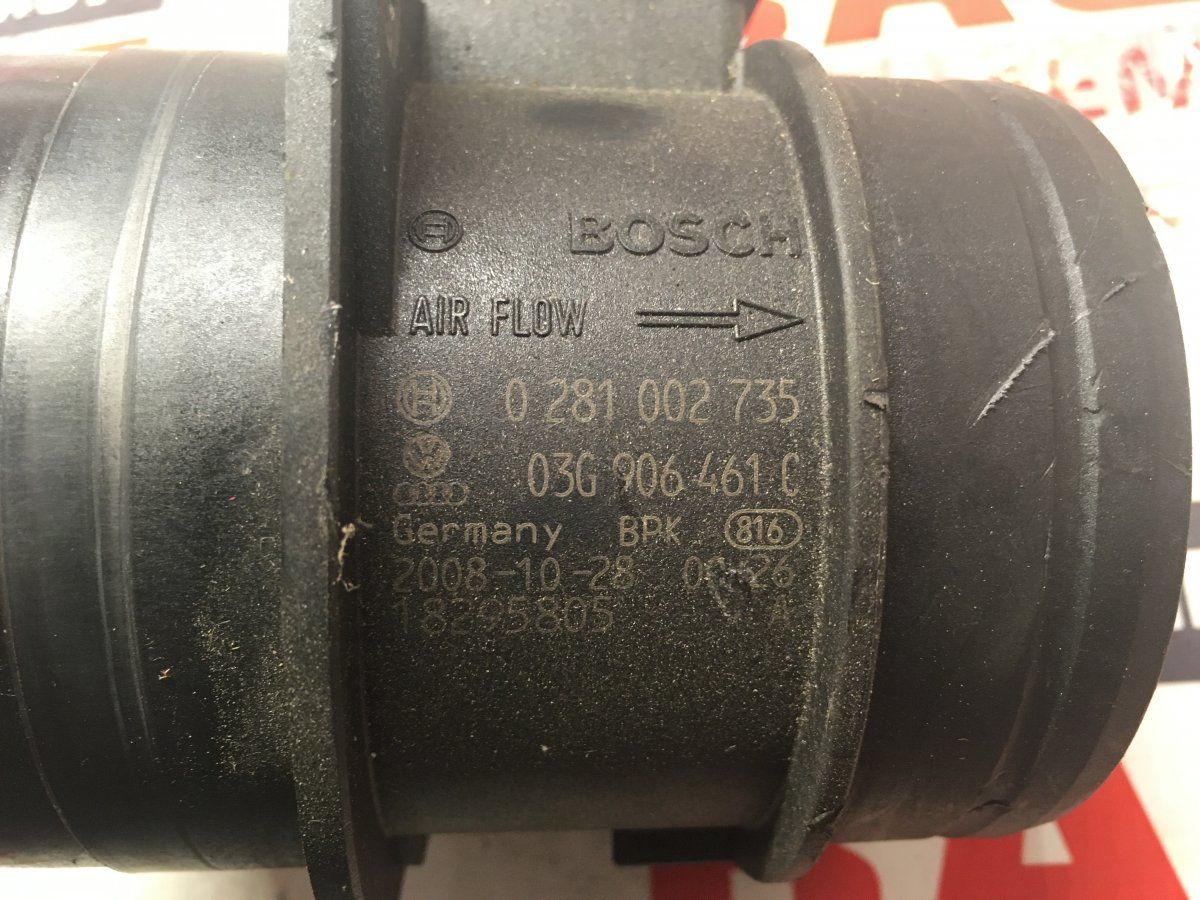 BOSCH
AIR FLOW
0 281 002 735
03G 906 461 C
Germany BPK 816
2008-10-28
18295805 A